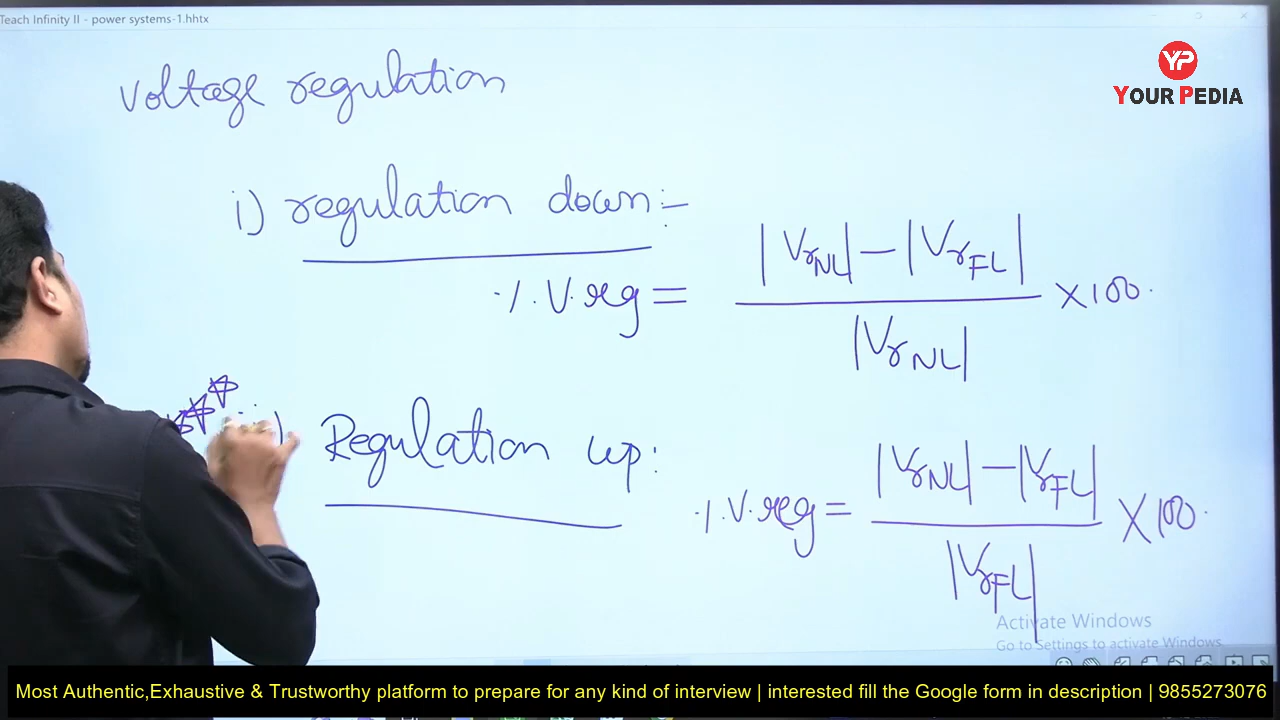 Teach Infinity II - power systems-1.hhtx
YP
YOUR PEDIA
Voltage regulation
i) regulation down:-
%. V. reg = |VrNL| - |VrFL| / |VrNL| × 100.
ii) Regulation up:
%. V. reg = |VrNL| - |VrFL| / |VrFL| × 100.
Activate Windows
Go to Settings to activate Windows.
Most Authentic,Exhaustive & Trustworthy platform to prepare for any kind of interview | interested fill the Google form in description | 9855273076